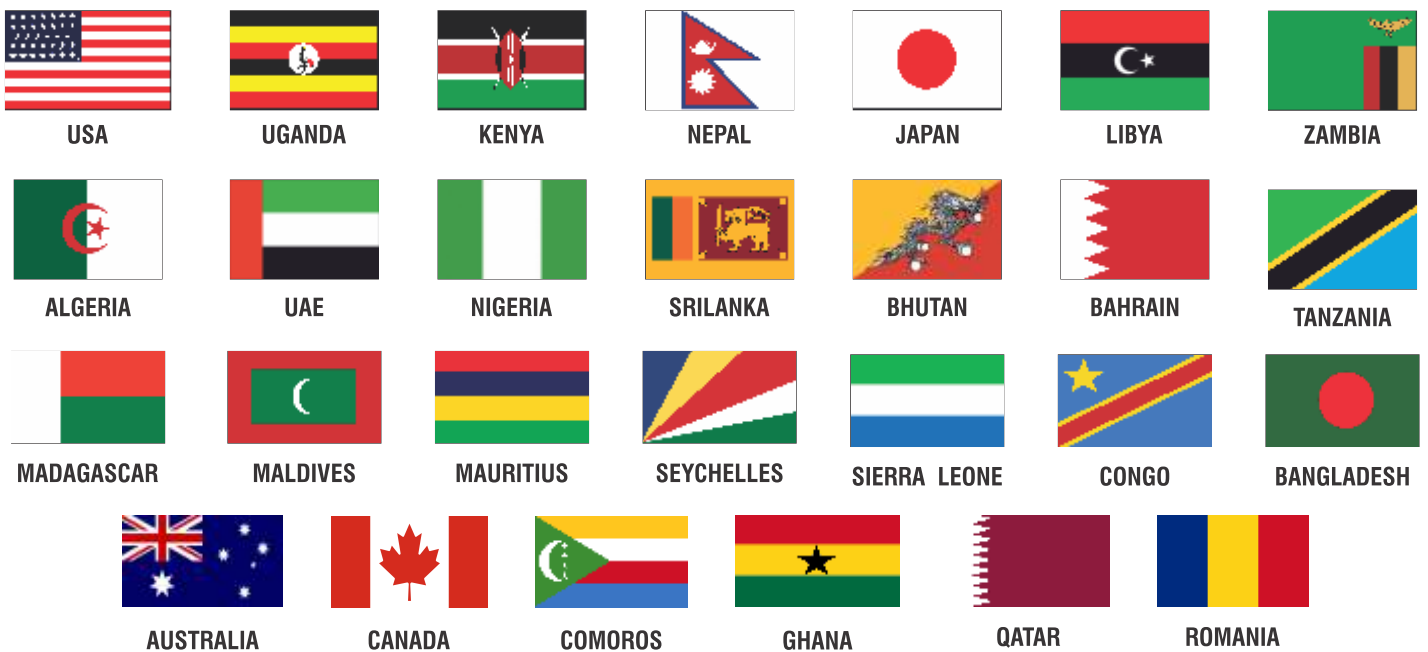 USA UGANDA KENYA NEPAL JAPAN LIBYA ZAMBIA
ALGERIA UAE NIGERIA SRILANKA BHUTAN BAHRAIN TANZANIA
MADAGASCAR MALDIVES MAURITIUS SEYCHELLES SIERRA LEONE CONGO BANGLADESH
AUSTRALIA CANADA COMOROS GHANA QATAR ROMANIA